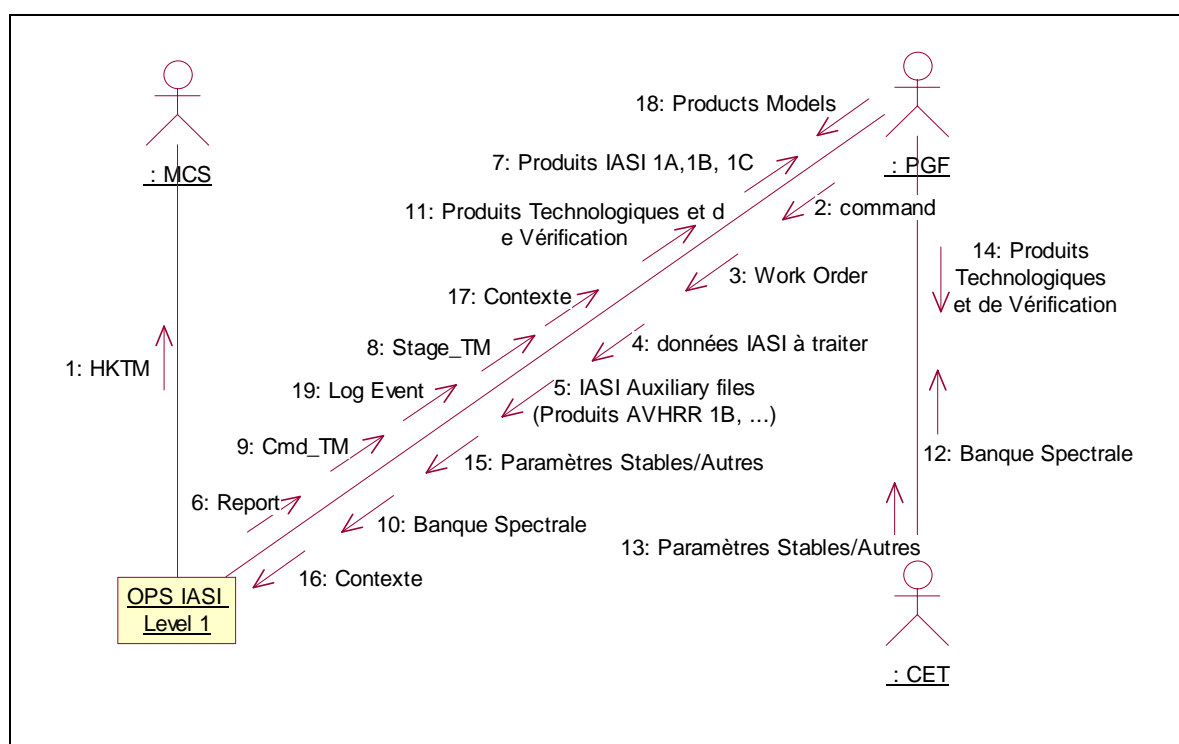 18: Products Models
: MCS
7: Produits IASI 1A,1B, 1C
: PGF
11: Produits Technologiques et d
e Vérification
2: command
14: Produits
Technologiques
et de Vérification
3: Work Order
17: Contexte
8: Stage_TM
4: données IASI à traiter
1: HKTM
19: Log Event
5: IASI Auxiliary files
(Produits AVHRR 1B, ...)
12: Banque Spectrale
9: Cmd_TM
15: Paramètres Stables/Autres
6: Report
10: Banque Spectrale
13: Paramètres Stables/Autres
16: Contexte
OPS IASI
Level 1
: CET